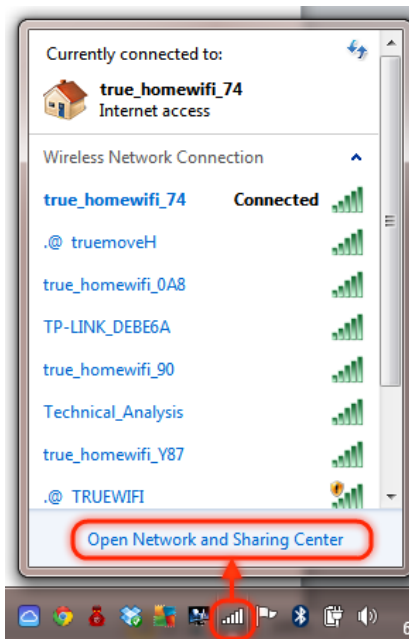 Currently connected to:
true_homewifi_74
Internet access
Wireless Network Connection
true_homewifi_74 Connected
.@ truemoveH
true_homewifi_0A8
TP-LINK_DEBE6A
true_homewifi_90
Technical_Analysis
true_homewifi_Y87
.@ TRUEWIFI
Open Network and Sharing Center